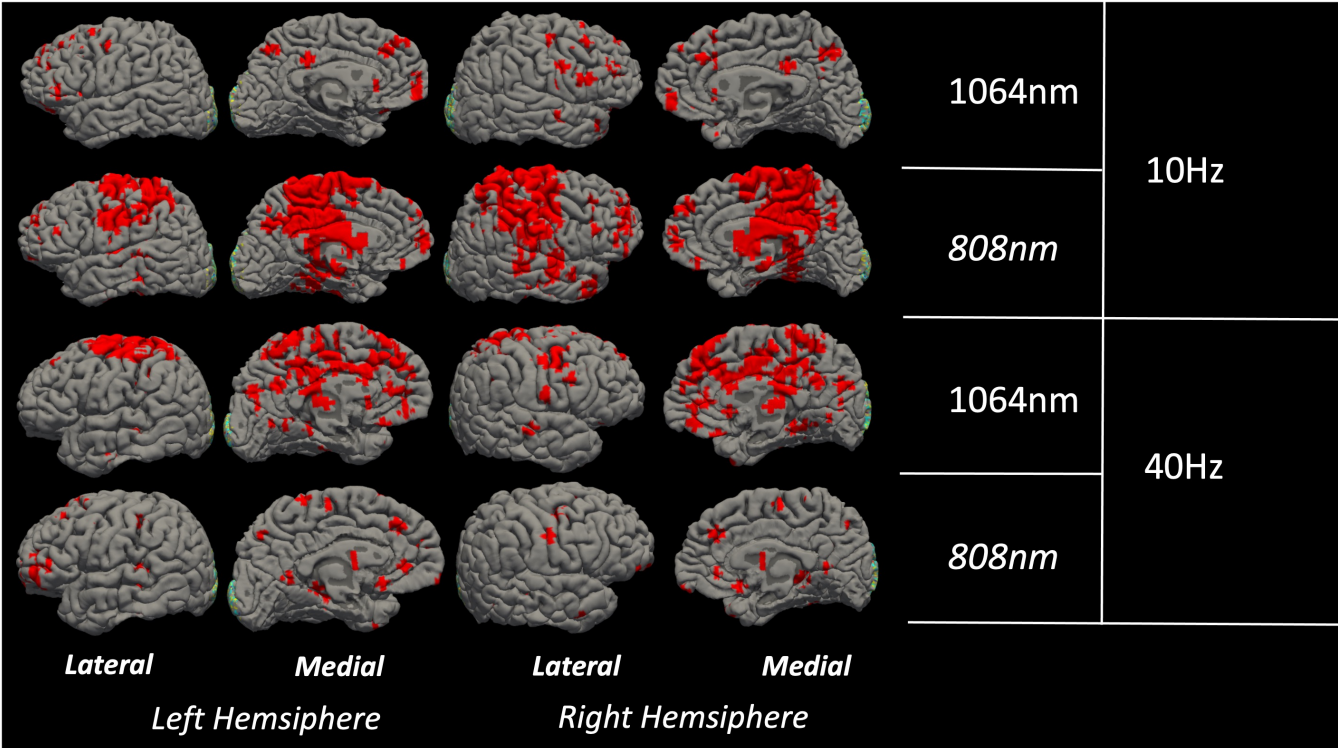 1064nm
10Hz
808nm
1064nm
40Hz
808nm
Lateral Medial Lateral Medial
Left Hemsiphere Right Hemsiphere